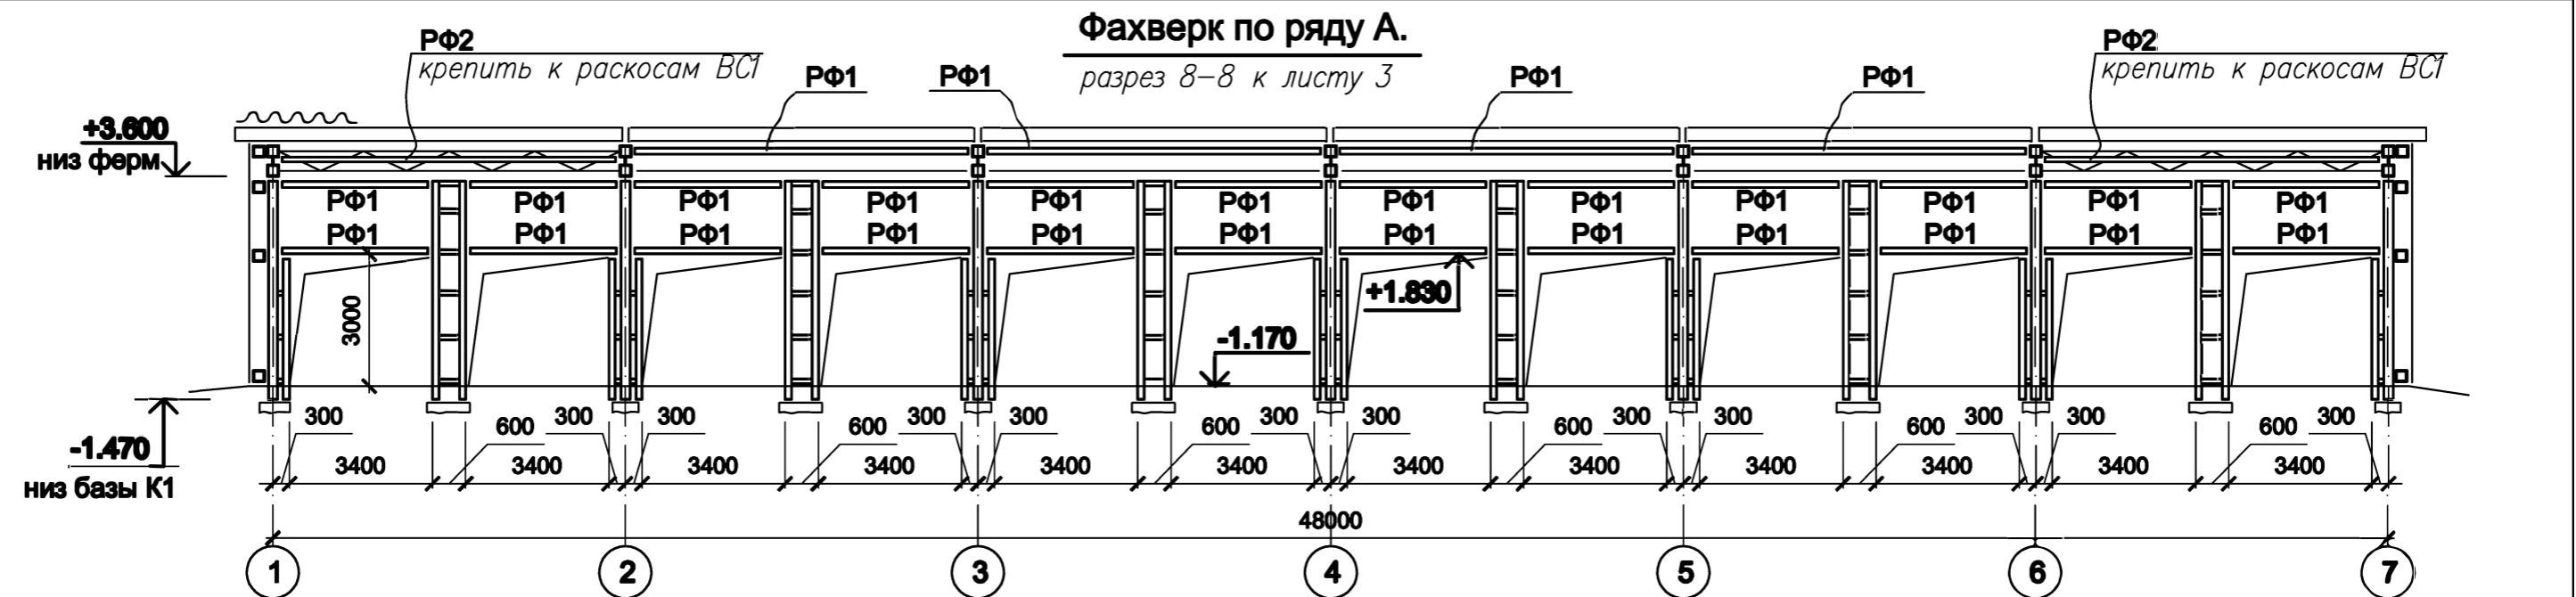 Фахверк по ряду А.
разрез 8-8 к листу 3
РФ2
крепить к раскосам ВС1
РФ1
РФ1
РФ1
РФ1
РФ2
крепить к раскосам ВС1
+3.600
низ ферм
РФ1 РФ1 РФ1 РФ1 РФ1 РФ1 РФ1 РФ1 РФ1 РФ1 РФ1 РФ1
РФ1 РФ1 РФ1 РФ1 РФ1 РФ1 РФ1 РФ1 РФ1 РФ1 РФ1 РФ1
3000
+1.830
-1.170
-1.470
низ базы К1
300 600 300 300 600 300 300 600 300 300 600 300 300 600 300 300 600 300
3400 3400 3400 3400 3400 3400 3400 3400 3400 3400 3400 3400
48000
1 2 3 4 5 6 7